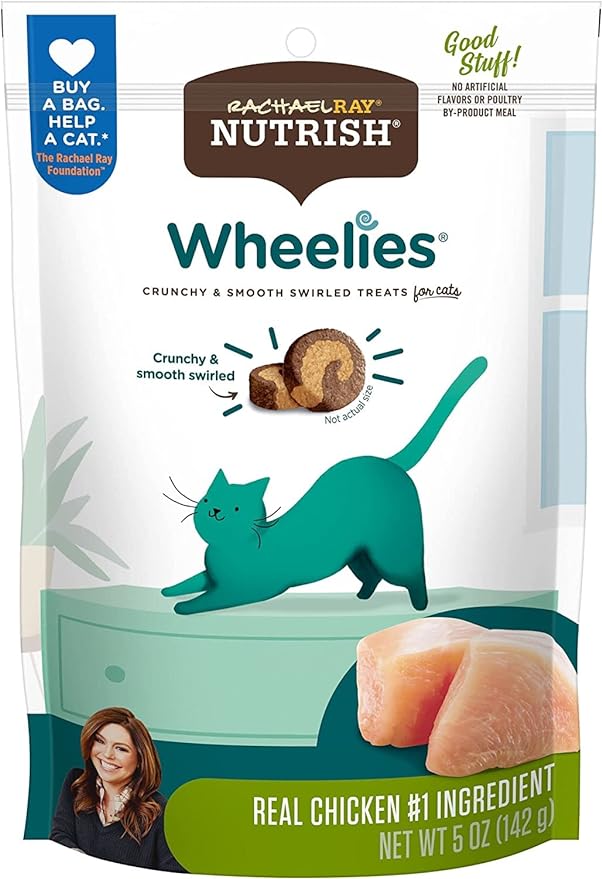 BUY
A BAG.
HELP
A CAT.*
The Rachael Ray
Foundation™
Good
Stuff!
NO ARTIFICIAL
FLAVORS OR POULTRY
BY-PRODUCT MEAL
RACHAEL RAY®
NUTRISH®
Wheelies®
CRUNCHY & SMOOTH SWIRLED TREATS for cats
Crunchy &
smooth swirled
Not actual size
REAL CHICKEN #1 INGREDIENT
NET WT 5 OZ (142 g)